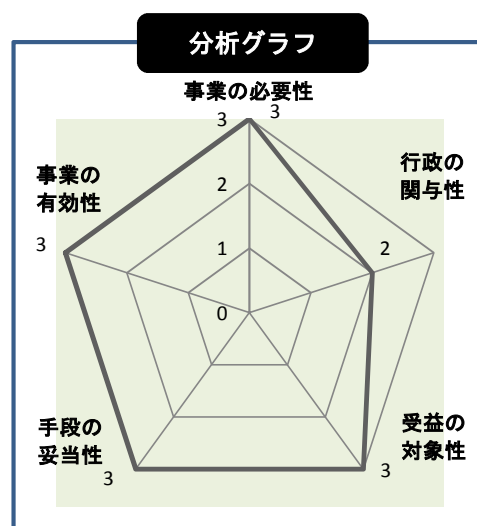 分析グラフ
事業の必要性
3
3
行政の
関与性
事業の
有効性
2
2
3
1
0
受益の
対象性
手段の
妥当性
3
3